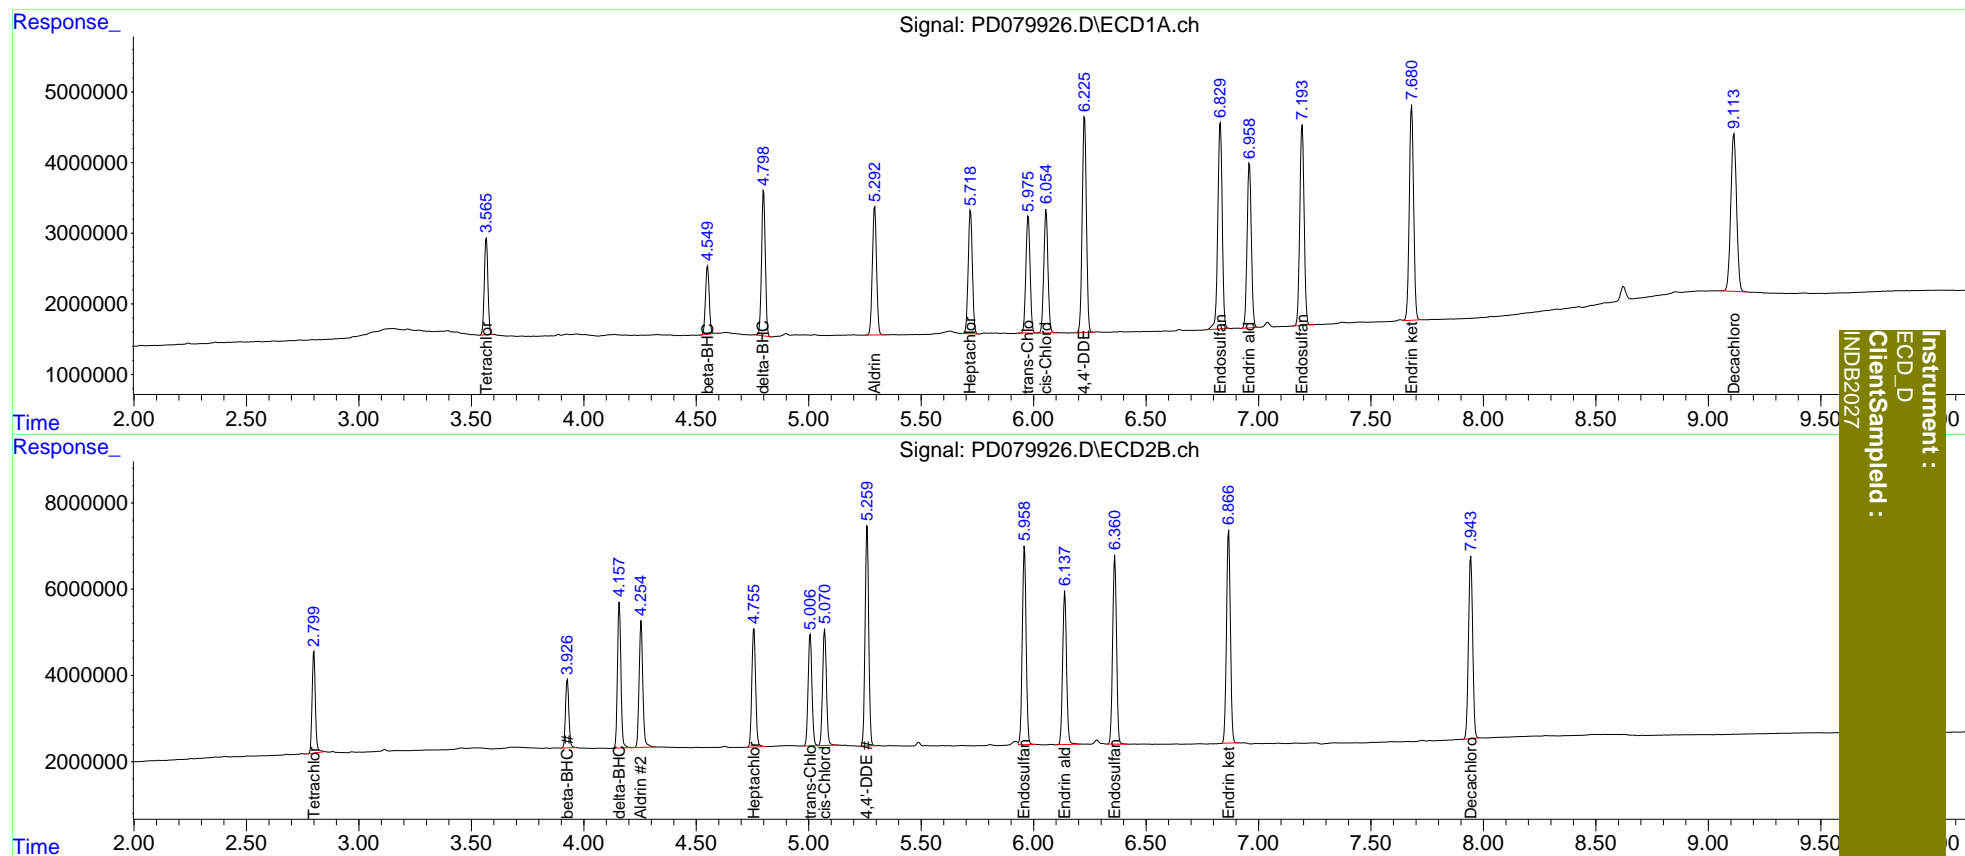 Response_
Signal: PD079926.D\ECD1A.ch
5000000
4000000
3000000
2000000
1000000
3.565
4.549
4.798
5.292
5.718
5.975
6.054
6.225
6.829
6.958
7.193
7.680
9.113
Tetrachlor
beta-BHC
delta-BHC
Aldrin
Heptachlor
trans-Chlo
cis-Chlord
4,4'-DDE
Endosulfan
Endrin ald
Endosulfan
Endrin ket
Decachloro
2.00 2.50 3.00 3.50 4.00 4.50 5.00 5.50 6.00 6.50 7.00 7.50 8.00 8.50 9.00 9.50
Time
Response_
Signal: PD079926.D\ECD2B.ch
8000000
6000000
4000000
2000000
2.799
3.926
4.157
4.254
4.755
5.006
5.070
5.259
5.958
6.137
6.360
6.866
7.943
Tetrachlo
beta-BHC #
delta-BHC
Aldrin #2
Heptachlo
trans-Chlo
cis-Chlord
4,4'-DDE #
Endosulfan
Endrin ald
Endosulfan
Endrin ket
Decachloro
2.00 2.50 3.00 3.50 4.00 4.50 5.00 5.50 6.00 6.50 7.00 7.50 8.00 8.50 9.00 9.50
Time
Instrument :
ECD_D
ClientSampleId :
INDB2027